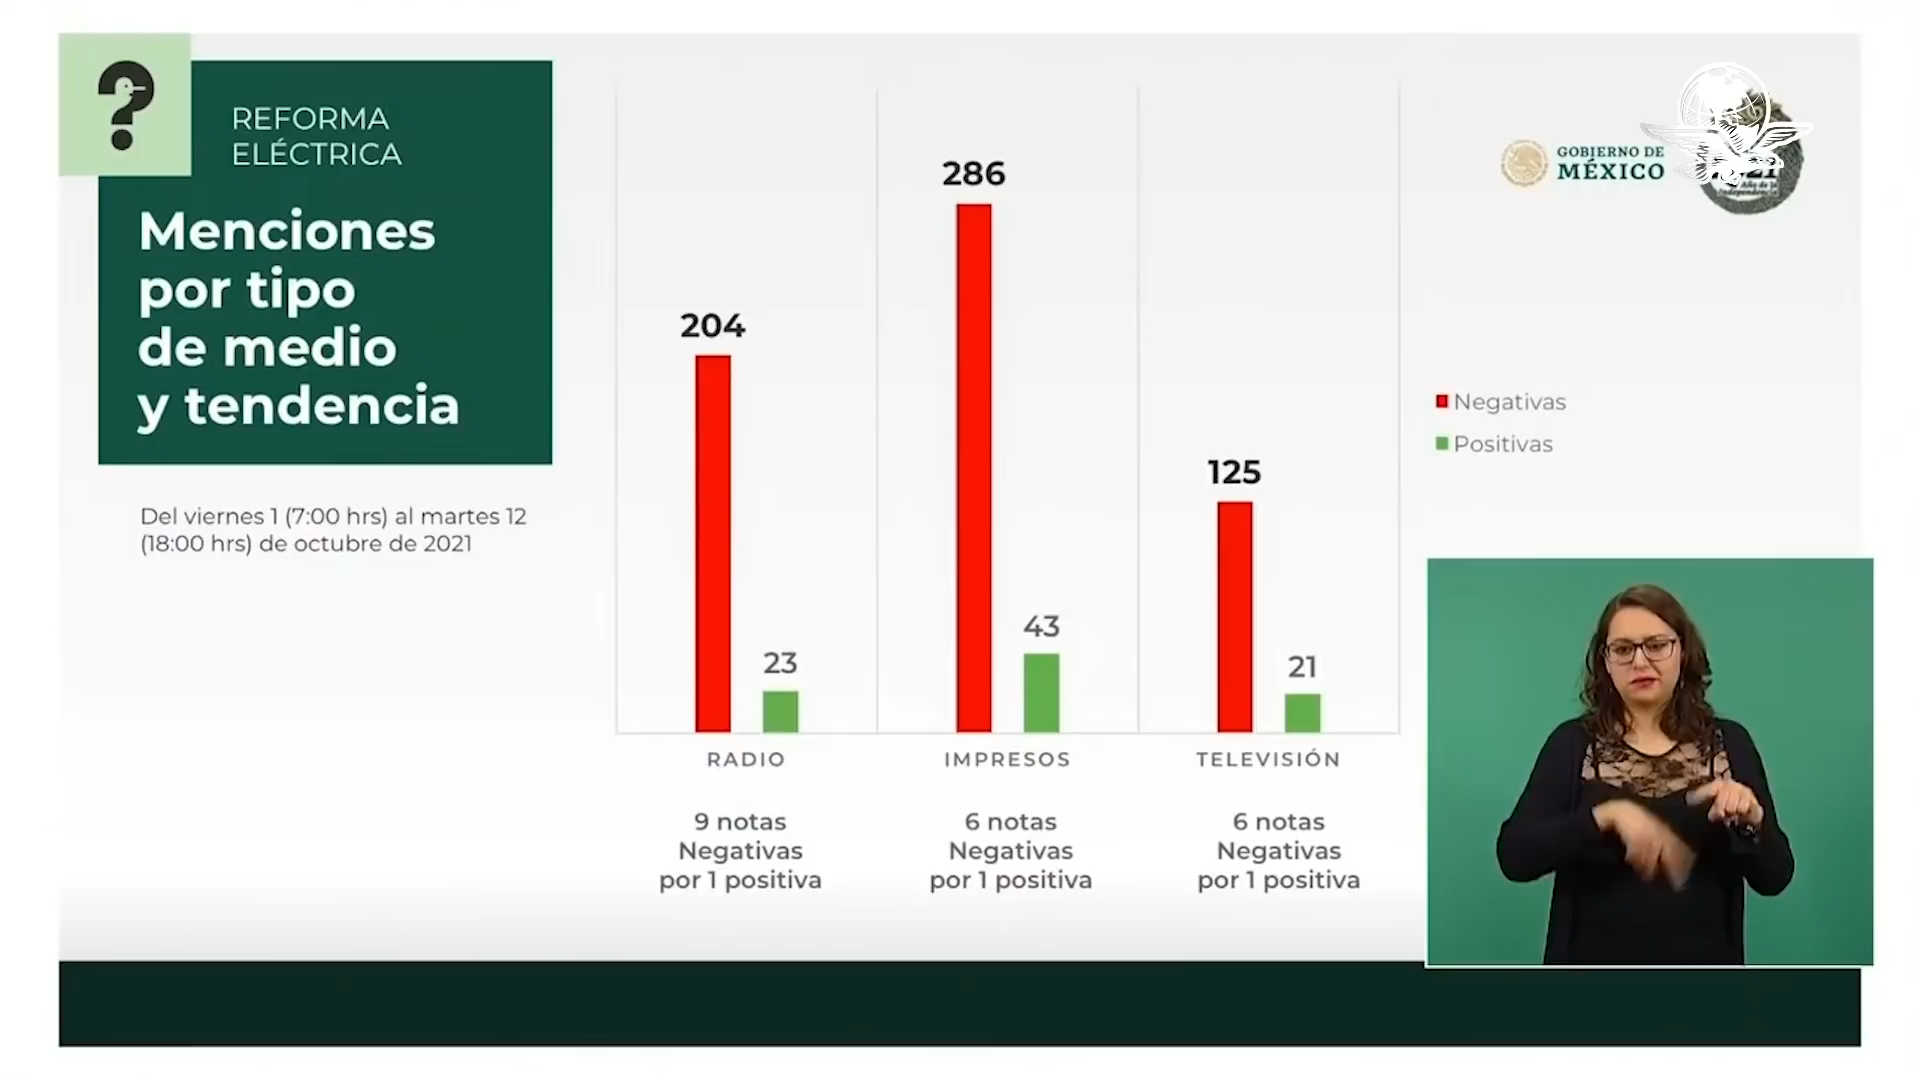 REFORMA
ELÉCTRICA
Menciones
por tipo
de medio
y tendencia
Del viernes 1 (7:00 hrs) al martes 12
(18:00 hrs) de octubre de 2021
204
23
RADIO
9 notas
Negativas
por 1 positiva
286
43
IMPRESOS
6 notas
Negativas
por 1 positiva
125
21
TELEVISIÓN
6 notas
Negativas
por 1 positiva
GOBIERNO DE
MÉXICO
Negativas
Positivas